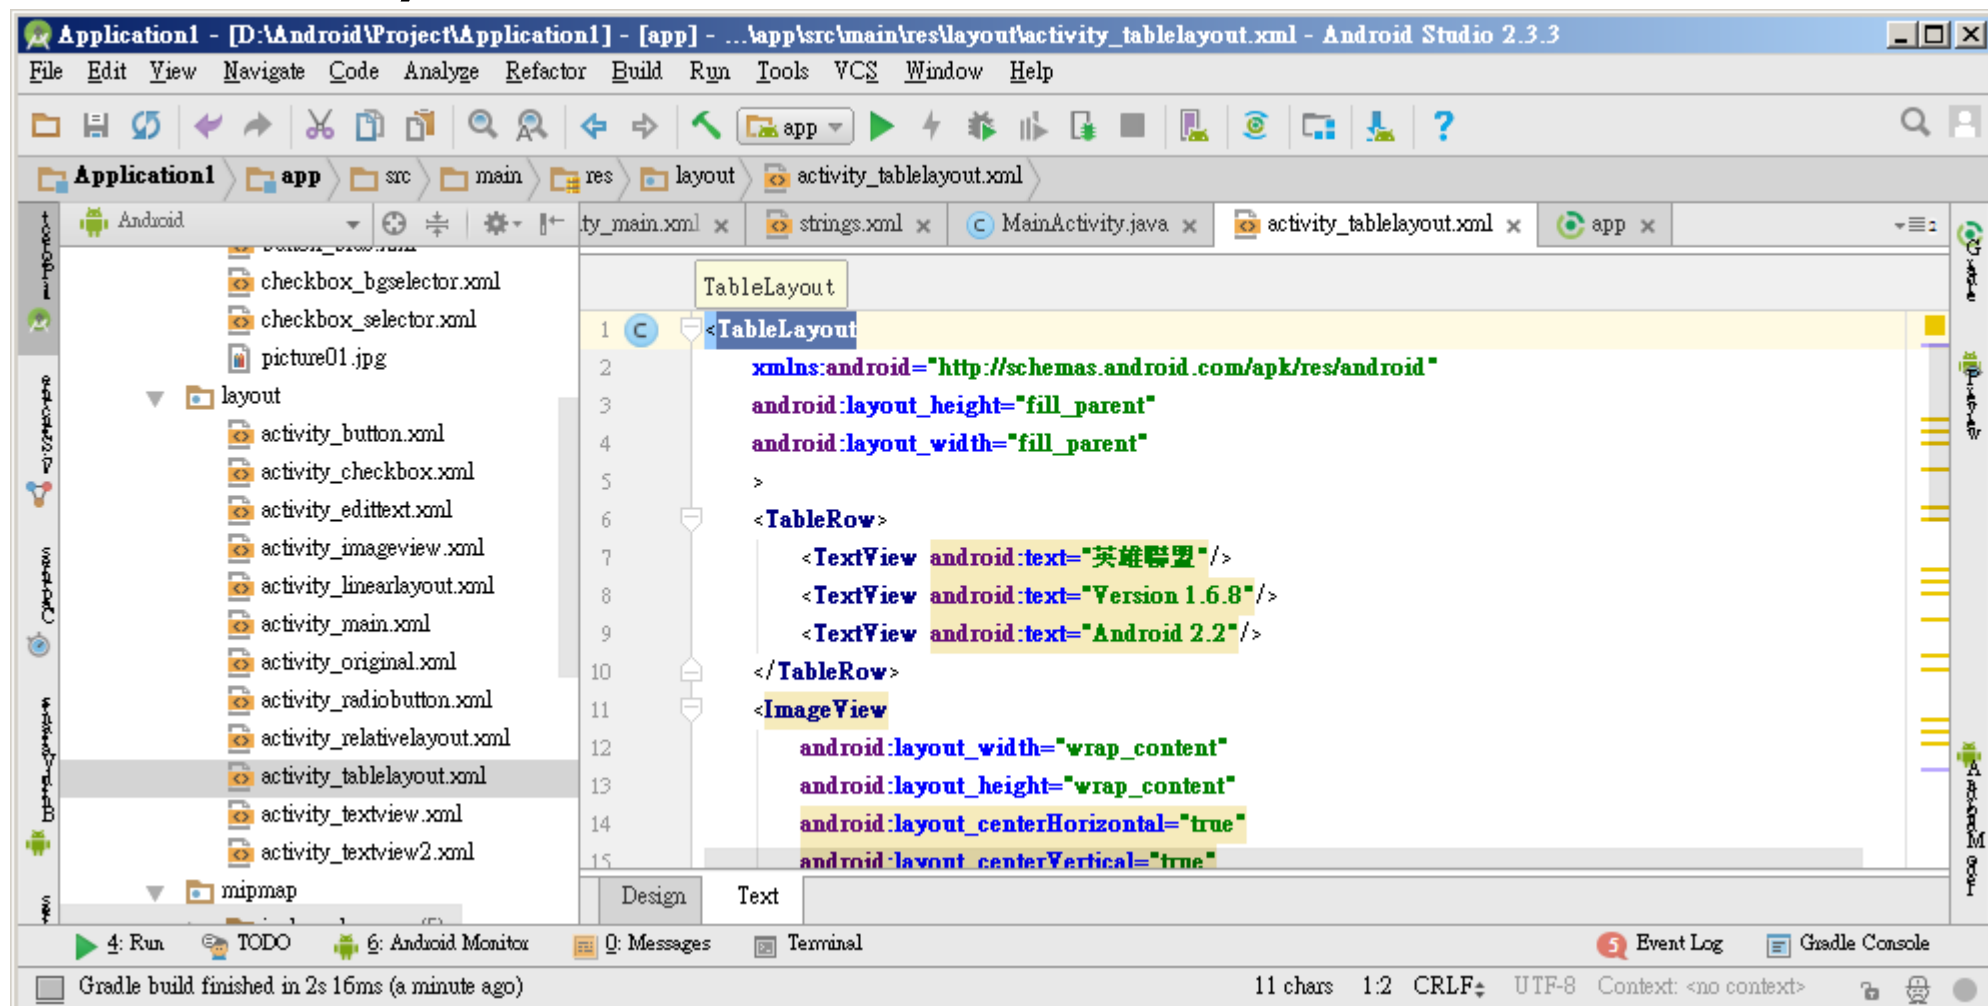 Application1 - [D:\Android\Project\Application1] - [app] - ...\app\src\main\res\layout\activity_tablelayout.xml - Android Studio 2.3.3
File Edit View Navigate Code Analyze Refactor Build Run Tools VCS Window Help
app
Application1 app src main res layout activity_tablelayout.xml
Android
ty_main.xml strings.xml MainActivity.java activity_tablelayout.xml app
checkbox_bgselector.xml
checkbox_selector.xml
picture01.jpg
layout
activity_button.xml
activity_checkbox.xml
activity_edittext.xml
activity_imageview.xml
activity_linearlayout.xml
activity_main.xml
activity_original.xml
activity_radiobutton.xml
activity_relativelayout.xml
activity_tablelayout.xml
activity_textview.xml
activity_textview2.xml
mipmap
TableLayout
1 <TableLayout
2 xmlns:android="http://schemas.android.com/apk/res/android"
3 android:layout_height="fill_parent"
4 android:layout_width="fill_parent"
5 >
6 <TableRow>
7 <TextView android:text="英雄聯盟"/>
8 <TextView android:text="Version 1.6.8"/>
9 <TextView android:text="Android 2.2"/>
10 </TableRow>
11 <ImageView
12 android:layout_width="wrap_content"
13 android:layout_height="wrap_content"
14 android:layout_centerHorizontal="true"
15 android:layout_centerVertical="true"
Design Text
4: Run TODO 6: Android Monitor 0: Messages Terminal 5 Event Log Gradle Console
Gradle build finished in 2s 16ms (a minute ago) 11 chars 1:2 CRLF UTF-8 Context: <no context>